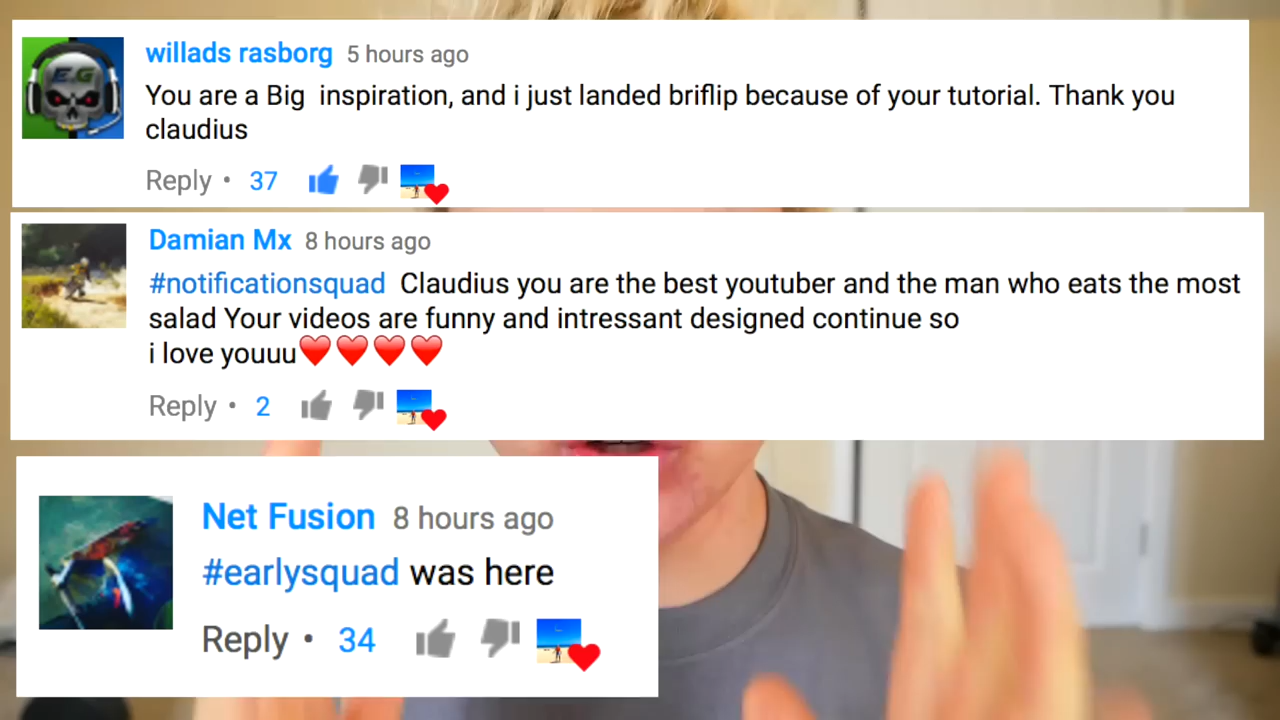 willads rasborg 5 hours ago
You are a Big inspiration, and i just landed briflip because of your tutorial. Thank you
claudius
Reply • 37
Damian Mx 8 hours ago
#notificationsquad Claudius you are the best youtuber and the man who eats the most
salad Your videos are funny and intressant designed continue so
i love youuu❤️❤️❤️❤️
Reply • 2
Net Fusion 8 hours ago
#earlysquad was here
Reply • 34
E.G